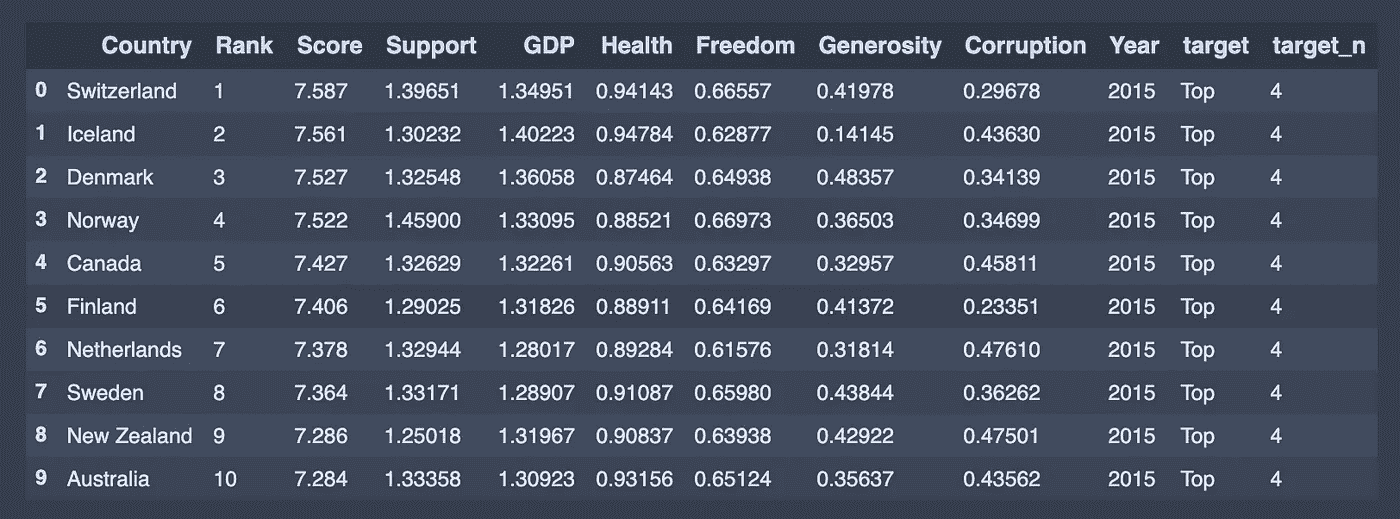 Country Rank Score Support GDP Health Freedom Generosity Corruption Year target target_n
0 Switzerland 1 7.587 1.39651 1.34951 0.94143 0.66557 0.41978 0.29678 2015 Top 4
1 Iceland 2 7.561 1.30232 1.40223 0.94784 0.62877 0.14145 0.43630 2015 Top 4
2 Denmark 3 7.527 1.32548 1.36058 0.87464 0.64938 0.48357 0.34139 2015 Top 4
3 Norway 4 7.522 1.45900 1.33095 0.88521 0.66973 0.36503 0.34699 2015 Top 4
4 Canada 5 7.427 1.32629 1.32261 0.90563 0.63297 0.32957 0.45811 2015 Top 4
5 Finland 6 7.406 1.29025 1.31826 0.88911 0.64169 0.41372 0.23351 2015 Top 4
6 Netherlands 7 7.378 1.32944 1.28017 0.89284 0.61576 0.31814 0.47610 2015 Top 4
7 Sweden 8 7.364 1.33171 1.28907 0.91087 0.65980 0.43844 0.36262 2015 Top 4
8 New Zealand 9 7.286 1.25018 1.31967 0.90837 0.63938 0.42922 0.47501 2015 Top 4
9 Australia 10 7.284 1.33358 1.30923 0.93156 0.65124 0.35637 0.43562 2015 Top 4